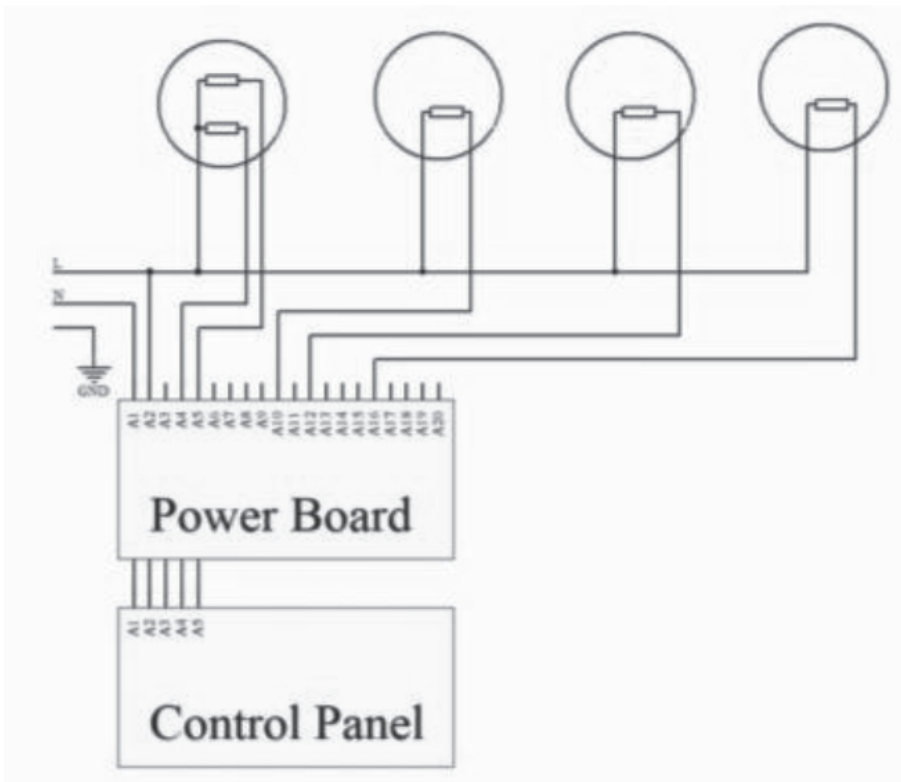 L
N
GND
A1 A2 A3 A4 A5 A6 A7 A8 A9 A10 A11 A12 A13 A14 A15 A16 A17 A18 A19 A20
Power Board
A1 A2 A3 A4 A5
Control Panel